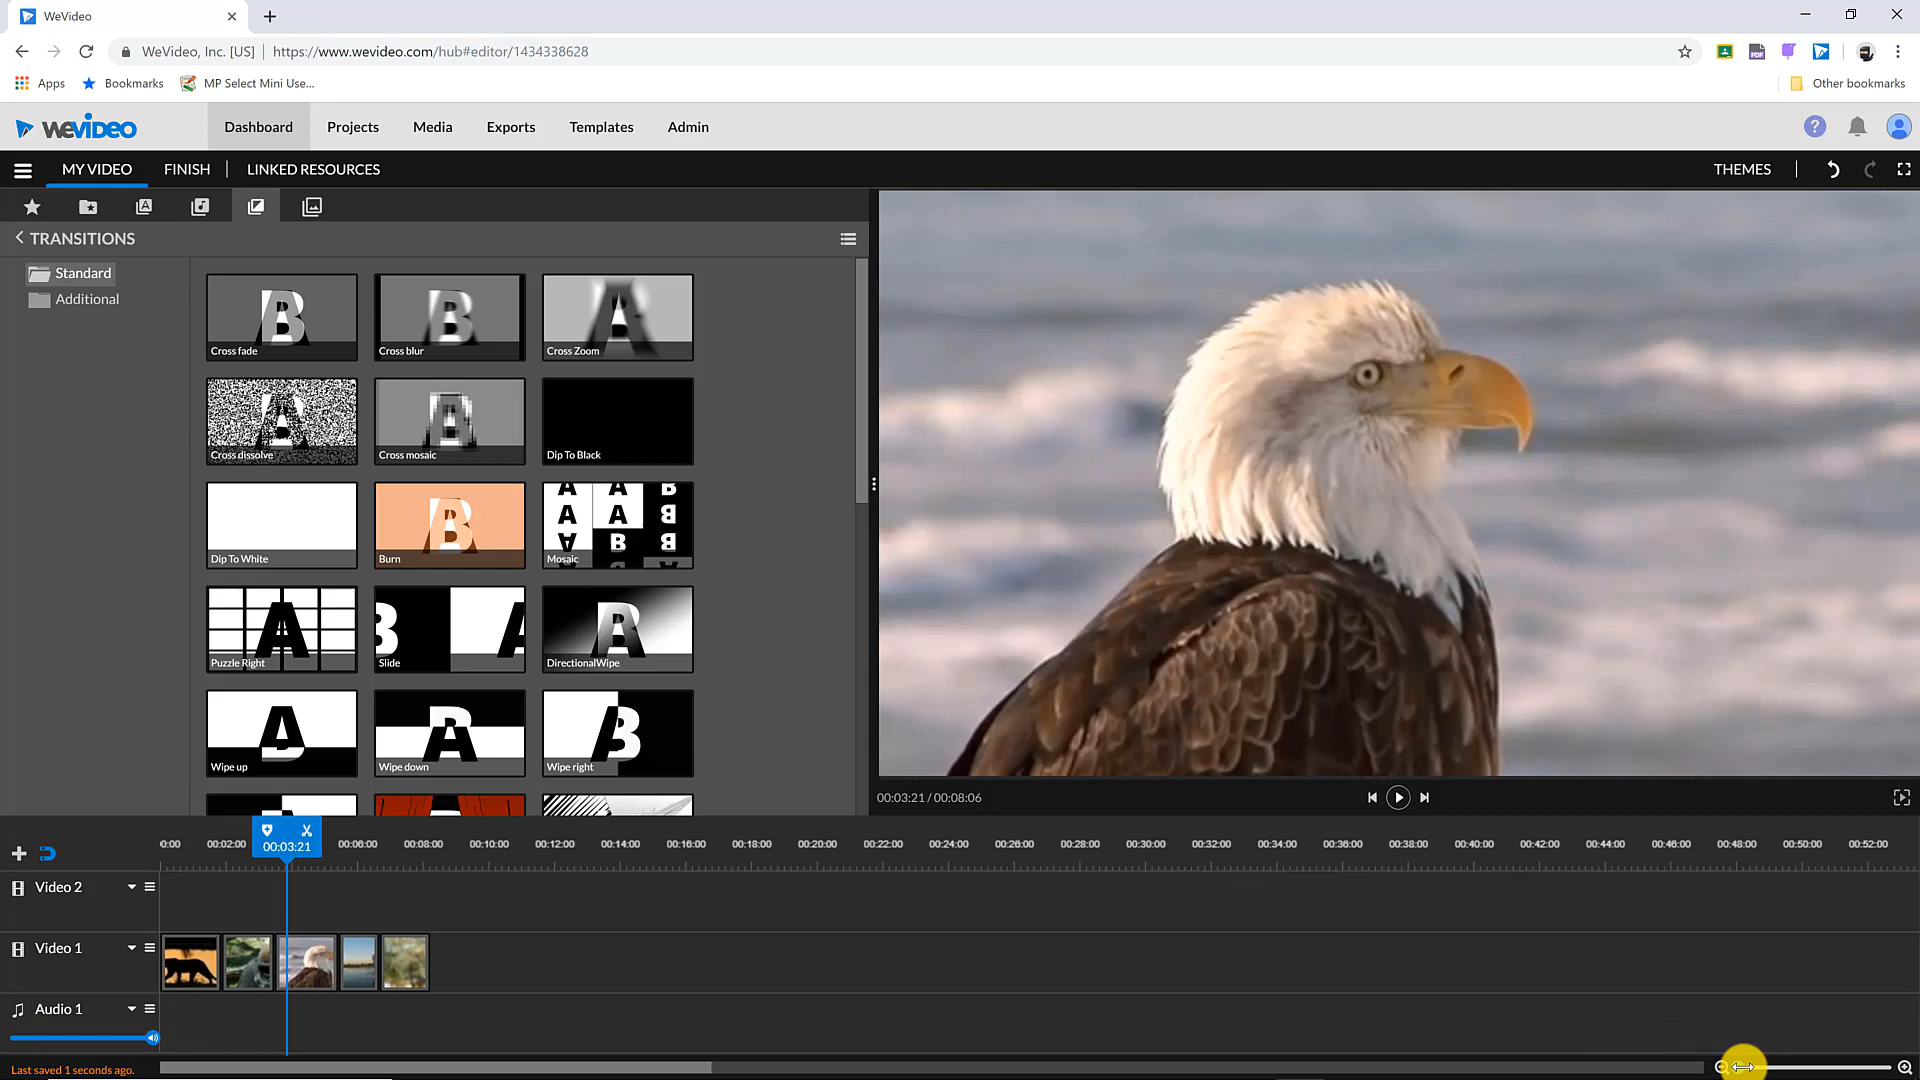 WeVideo
WeVideo, Inc. [US] | https://www.wevideo.com/hub#editor/1434338628
Apps Bookmarks MP Select Mini Use... Other bookmarks
WEVIDEO Dashboard Projects Media Exports Templates Admin
MY VIDEO FINISH LINKED RESOURCES THEMES
TRANSITIONS
Standard
Additional
Cross fade Cross blur Cross Zoom
Cross dissolve Cross mosaic Dip To Black
Dip To White Burn Mosaic
Puzzle Right Slide DirectionalWipe
Wipe up Wipe down Wipe right
00:03:21 / 00:08:06
00:03:21
0:00 00:02:00 00:06:00 00:08:00 00:10:00 00:12:00 00:14:00 00:16:00 00:18:00 00:20:00 00:22:00 00:24:00 00:26:00 00:28:00 00:30:00 00:32:00 00:34:00 00:36:00 00:38:00 00:40:00 00:42:00 00:44:00 00:46:00 00:48:00 00:50:00 00:52:00
Video 2
Video 1
Audio 1
Last saved 1 seconds ago.